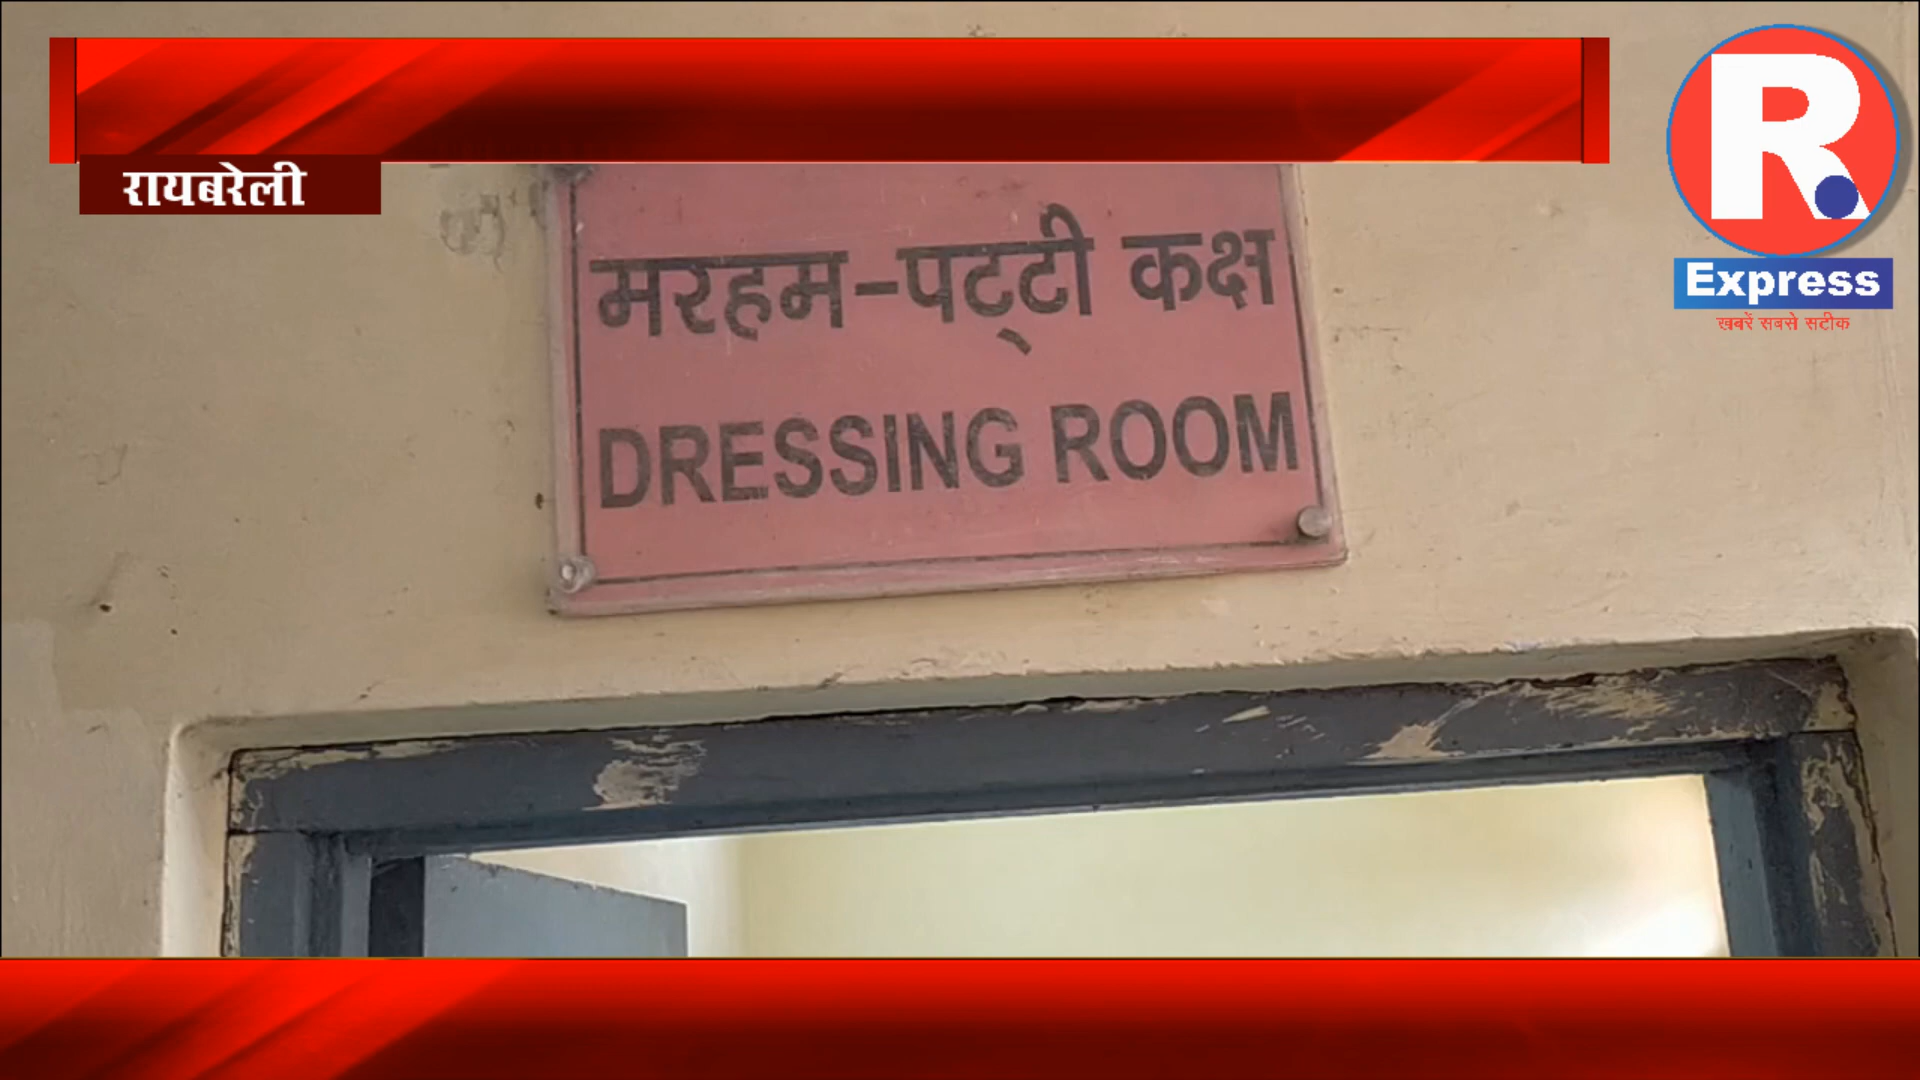 रायबरेली
मरहम-पट्टी कक्ष
DRESSING ROOM
R.
Express
खबरें सबसे सटीक